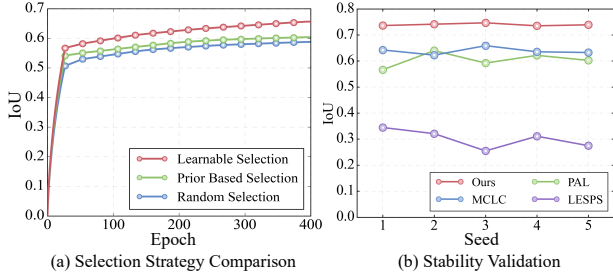 IoU
0.7
0.6
0.5
0.4
0.3
0.2
0.1
0.0
0 100 200 300 400
Epoch
Learnable Selection
Prior Based Selection
Random Selection
(a) Selection Strategy Comparison
IoU
0.8
0.7
0.6
0.5
0.4
0.3
0.2
0.1
0.0
1 2 3 4 5
Seed
Ours PAL
MCLC LESPS
(b) Stability Validation